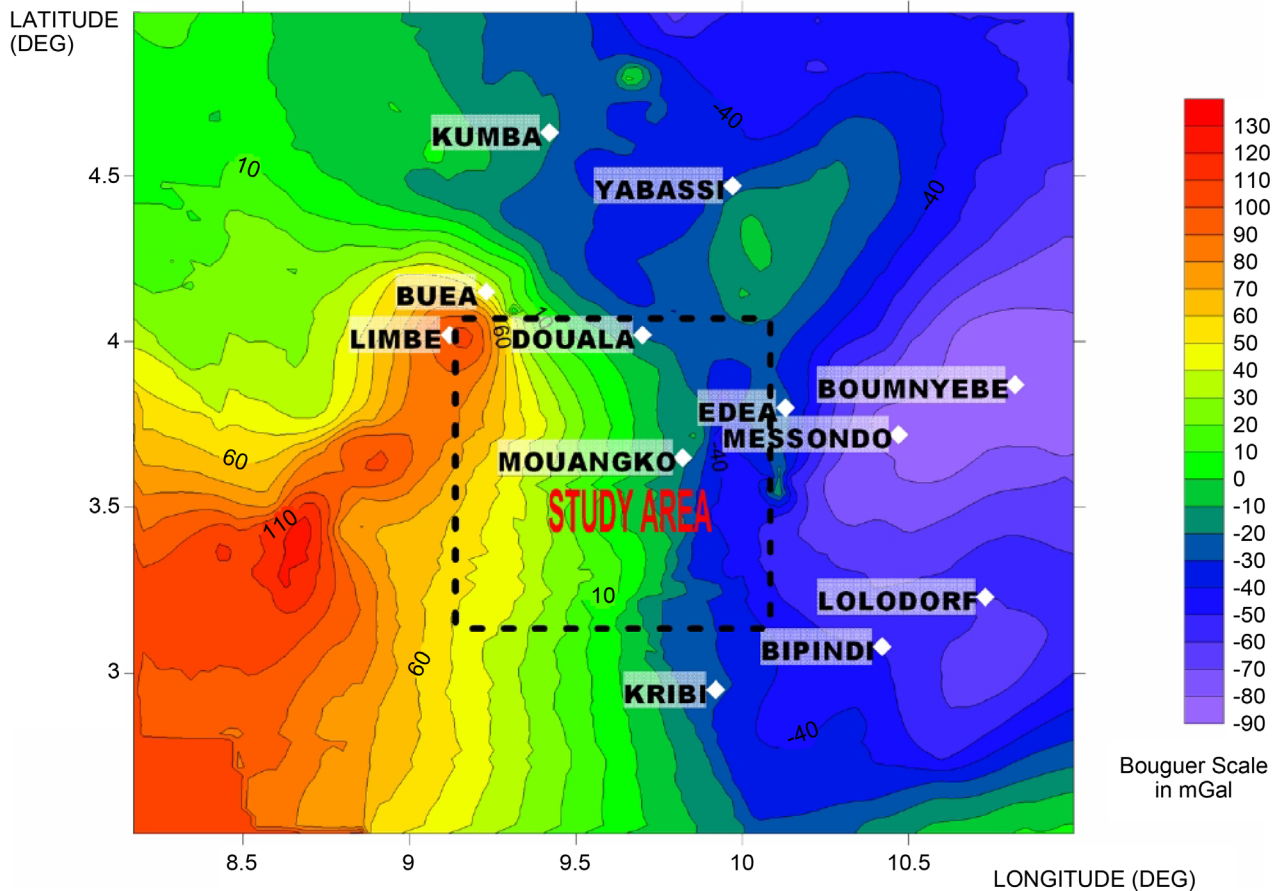 LATITUDE
(DEG)
-40
KUMBA
10
4.5
YABASSI
-40
BUEA
10
4
LIMBE
60
DOUALA
BOUMNYEBE
EDEA
MESSONDO
60
MOUANGKO
-40
3.5
110
STUDY AREA
10
LOLODORF
BIPINDI
3
60
KRIBI
-40
8.5
9
9.5
10
10.5
LONGITUDE (DEG)
130
120
110
100
90
80
60
50
40
30
20
10
0
-10
-30
-40
-50
-60
-70
-80
-90
Bouguer Scale
in mGal